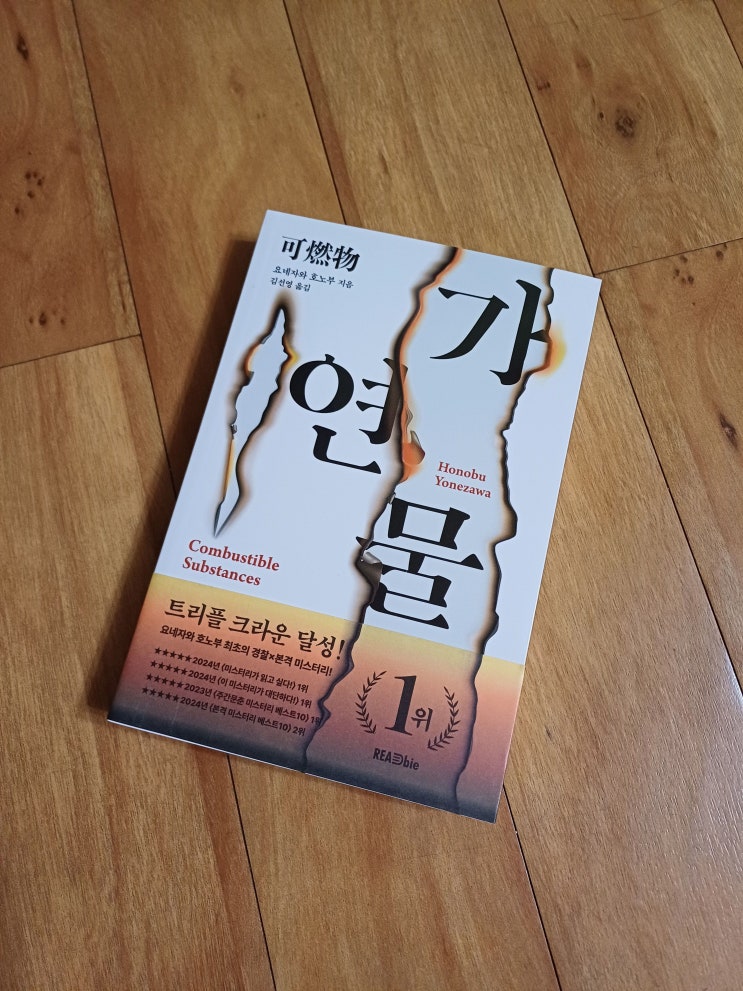 可燃物
요네자와 호노부 지음
김선영 옮김
가
연
물
Honobu
Yonezawa
Combustible
Substances
트리플 크라운 달성!
요네자와 호노부 최초의 경찰×본격 미스터리!
★★★★★ 2024년 〈미스터리가 읽고 싶다!〉 1위
★★★★★ 2024년 〈이 미스터리가 대단하다!〉 1위
★★★★★ 2023년 〈주간문춘 미스터리 베스트10〉 1위
★★★★★ 2024년 〈본격 미스터리 베스트10〉 2위
1위
READbie